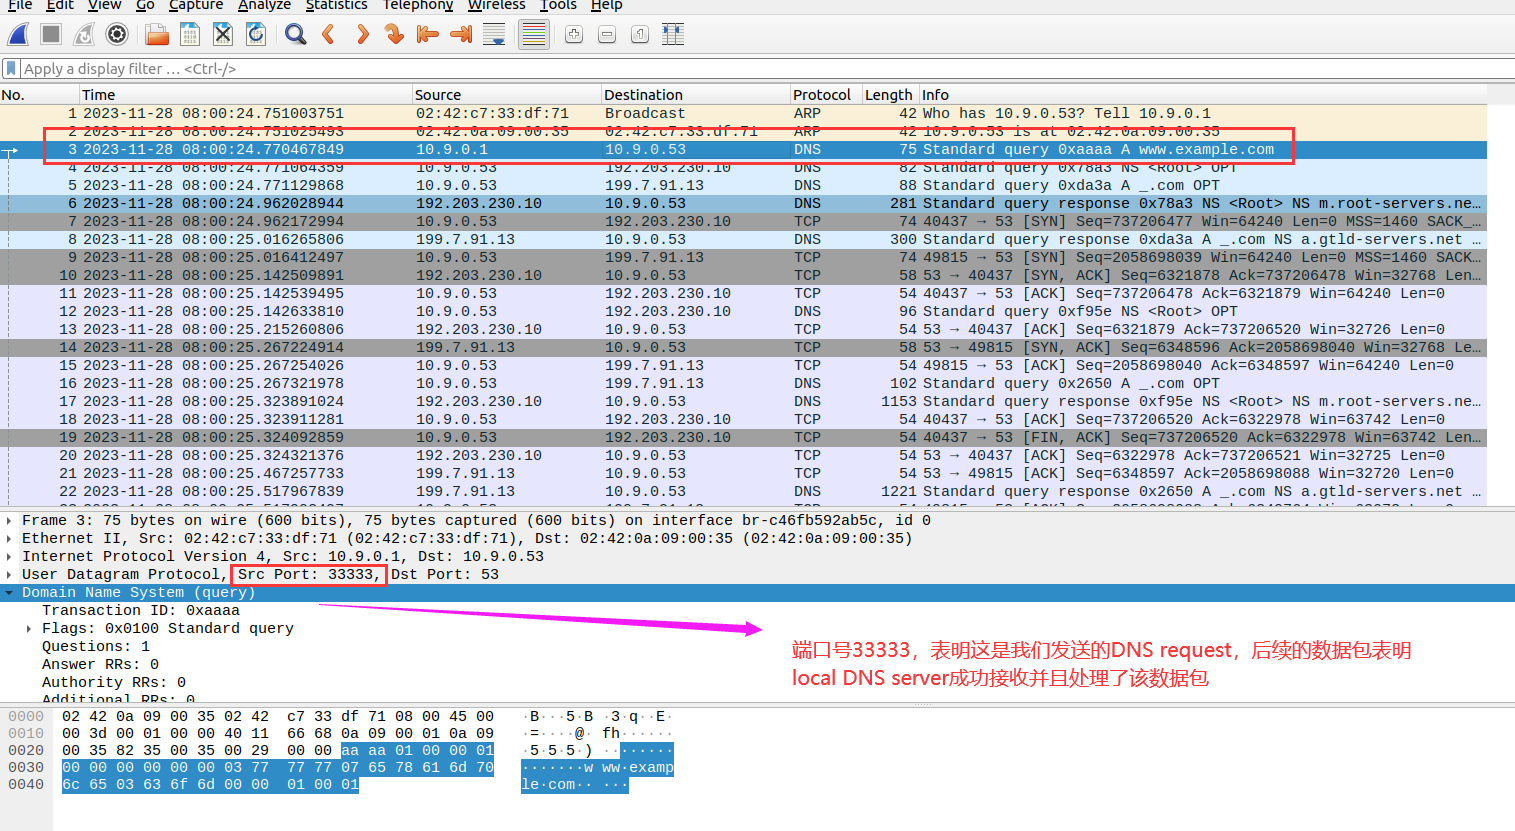 File Edit View Go Capture Analyze Statistics Telephony Wireless Tools Help
Apply a display filter … <Ctrl-/>
No. Time Source Destination Protocol Length Info
1 2023-11-28 08:00:24.751003751 02:42:c7:33:df:71 Broadcast ARP 42 Who has 10.9.0.53? Tell 10.9.0.1
2 2023-11-28 08:00:24.751025493 02:42:0a:09:00:35 02:42:c7:33:df:71 ARP 42 10.9.0.53 is at 02:42:0a:09:00:35
3 2023-11-28 08:00:24.770467849 10.9.0.1 10.9.0.53 DNS 75 Standard query 0xaaaa A www.example.com
4 2023-11-28 08:00:24.771064359 10.9.0.53 192.203.230.10 DNS 82 Standard query 0x78a3 NS <Root> OPT
5 2023-11-28 08:00:24.771129868 10.9.0.53 199.7.91.13 DNS 88 Standard query 0xda3a A _.com OPT
6 2023-11-28 08:00:24.962028944 192.203.230.10 10.9.0.53 DNS 281 Standard query response 0x78a3 NS <Root> NS m.root-servers.ne…
7 2023-11-28 08:00:24.962172994 10.9.0.53 192.203.230.10 TCP 74 40437 → 53 [SYN] Seq=737206477 Win=64240 Len=0 MSS=1460 SACK_…
8 2023-11-28 08:00:25.016265806 199.7.91.13 10.9.0.53 DNS 300 Standard query response 0xda3a A _.com NS a.gtld-servers.net …
9 2023-11-28 08:00:25.016412497 10.9.0.53 199.7.91.13 TCP 74 49815 → 53 [SYN] Seq=2058698039 Win=64240 Len=0 MSS=1460 SACK…
10 2023-11-28 08:00:25.142509891 192.203.230.10 10.9.0.53 TCP 58 53 → 40437 [SYN, ACK] Seq=6321878 Ack=737206478 Win=32768 Len…
11 2023-11-28 08:00:25.142539495 10.9.0.53 192.203.230.10 TCP 54 40437 → 53 [ACK] Seq=737206478 Ack=6321879 Win=64240 Len=0
12 2023-11-28 08:00:25.142633810 10.9.0.53 192.203.230.10 DNS 96 Standard query 0xf95e NS <Root> OPT
13 2023-11-28 08:00:25.215260806 192.203.230.10 10.9.0.53 TCP 54 53 → 40437 [ACK] Seq=6321879 Ack=737206520 Win=32726 Len=0
14 2023-11-28 08:00:25.267224914 199.7.91.13 10.9.0.53 TCP 58 53 → 49815 [SYN, ACK] Seq=6348596 Ack=2058698040 Win=32768 Le…
15 2023-11-28 08:00:25.267254026 10.9.0.53 199.7.91.13 TCP 54 49815 → 53 [ACK] Seq=2058698040 Ack=6348597 Win=64240 Len=0
16 2023-11-28 08:00:25.267321978 10.9.0.53 199.7.91.13 DNS 102 Standard query 0x2650 A _.com OPT
17 2023-11-28 08:00:25.323891024 192.203.230.10 10.9.0.53 DNS 1153 Standard query response 0xf95e NS <Root> NS m.root-servers.ne…
18 2023-11-28 08:00:25.323911281 10.9.0.53 192.203.230.10 TCP 54 40437 → 53 [ACK] Seq=737206520 Ack=6322978 Win=63742 Len=0
19 2023-11-28 08:00:25.324092859 10.9.0.53 192.203.230.10 TCP 54 40437 → 53 [FIN, ACK] Seq=737206520 Ack=6322978 Win=63742 Len…
20 2023-11-28 08:00:25.324321376 192.203.230.10 10.9.0.53 TCP 54 53 → 40437 [ACK] Seq=6322978 Ack=737206521 Win=32725 Len=0
21 2023-11-28 08:00:25.467257733 199.7.91.13 10.9.0.53 TCP 54 53 → 49815 [ACK] Seq=6348597 Ack=2058698088 Win=32720 Len=0
22 2023-11-28 08:00:25.517967839 199.7.91.13 10.9.0.53 DNS 1221 Standard query response 0x2650 A _.com NS a.gtld-servers.net …
Frame 3: 75 bytes on wire (600 bits), 75 bytes captured (600 bits) on interface br-c46fb592ab5c, id 0
Ethernet II, Src: 02:42:c7:33:df:71 (02:42:c7:33:df:71), Dst: 02:42:0a:09:00:35 (02:42:0a:09:00:35)
Internet Protocol Version 4, Src: 10.9.0.1, Dst: 10.9.0.53
User Datagram Protocol, Src Port: 33333, Dst Port: 53
Domain Name System (query)
Transaction ID: 0xaaaa
Flags: 0x0100 Standard query
Questions: 1
Answer RRs: 0
Authority RRs: 0
Additional RRs: 0
端口号33333，表明这是我们发送的DNS request，后续的数据包表明
local DNS server成功接收并且处理了该数据包
0000 02 42 0a 09 00 35 02 42 c7 33 df 71 08 00 45 00 ·B···5·B ·3·q··E·
0010 00 3d 00 01 00 00 40 11 66 68 0a 09 00 01 0a 09 ·=····@· fh······
0020 00 35 82 35 00 35 00 29 00 00 aa aa 01 00 00 01 ·5·5·5·) ········
0030 00 00 00 00 00 00 03 77 77 77 07 65 78 61 6d 70 ·······w ww·examp
0040 6c 65 03 63 6f 6d 00 00 01 00 01 le·com·· ···